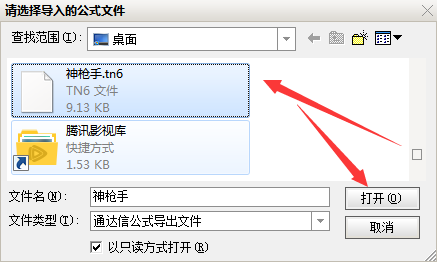 请选择导入的公式文件
查找范围(I): 桌面
神枪手.tn6
TN6 文件
9.13 KB
腾讯影视库
快捷方式
1.53 KB
文件名(N): 神枪手 打开(O)
文件类型(T): 通达信公式导出文件 取消
以只读方式打开(R)